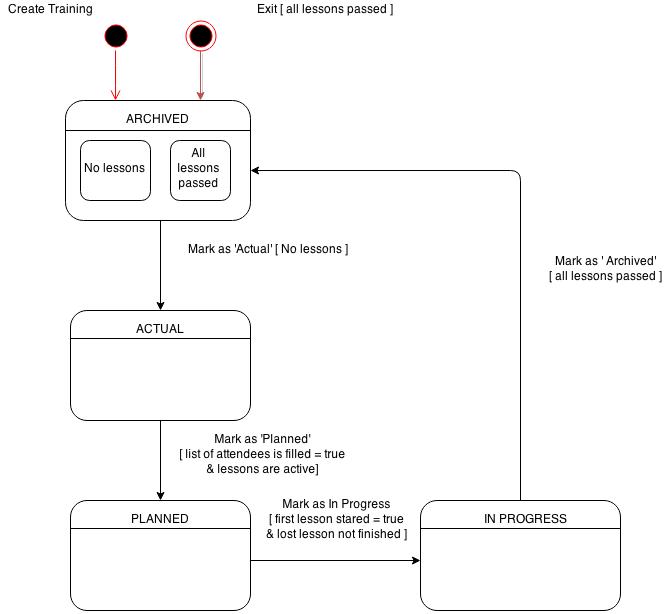 Create Training
Exit [ all lessons passed ]
ARCHIVED
No lessons
All
lessons
passed
Mark as 'Actual' [ No lessons ]
Mark as ' Archived'
[ all lessons passed ]
ACTUAL
Mark as 'Planned'
[ list of attendees is filled = true
& lessons are active]
PLANNED
Mark as In Progress
[ first lesson stared = true
& lost lesson not finished ]
IN PROGRESS